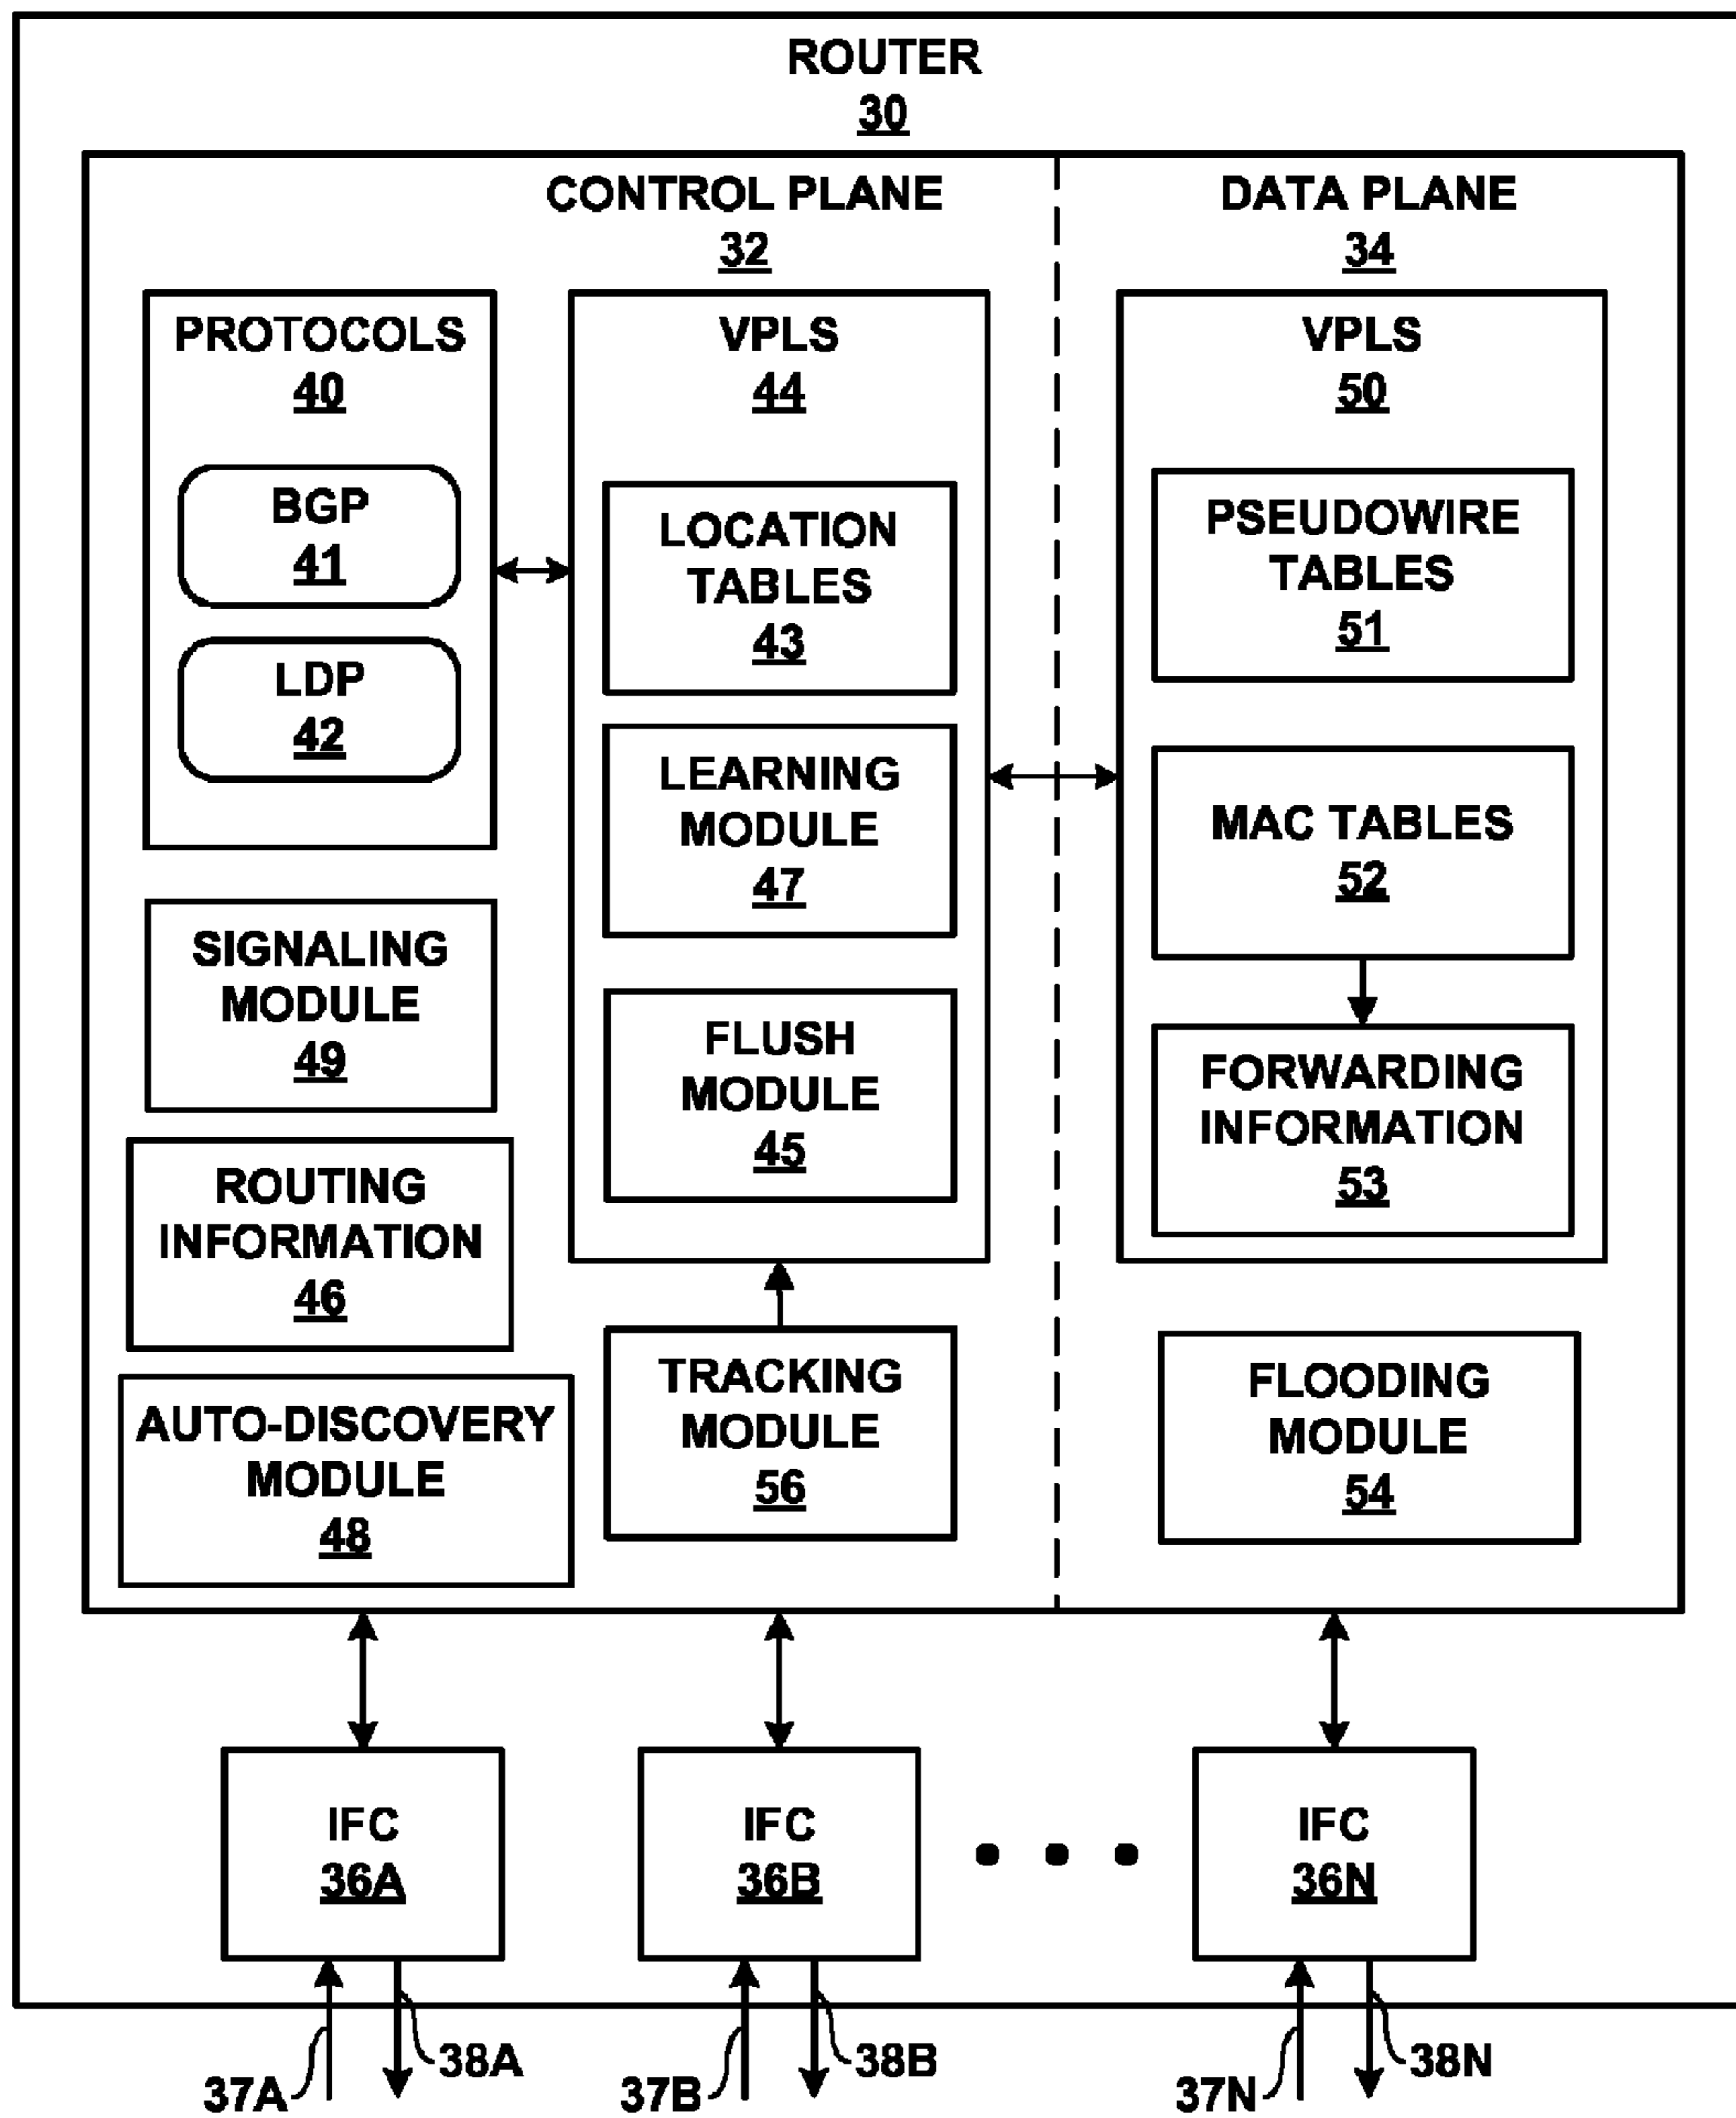 ROUTER
30
CONTROL PLANE
32
DATA PLANE
34
PROTOCOLS
40
BGP
41
LDP
42
SIGNALING
MODULE
49
ROUTING
INFORMATION
46
AUTO-DISCOVERY
MODULE
48
VPLS
44
LOCATION
TABLES
43
LEARNING
MODULE
47
FLUSH
MODULE
45
TRACKING
MODULE
56
VPLS
50
PSEUDOWIRE
TABLES
51
MAC TABLES
52
FORWARDING
INFORMATION
53
FLOODING
MODULE
54
IFC
36A
IFC
36B
IFC
36N
37A
38A
37B
38B
37N
38N